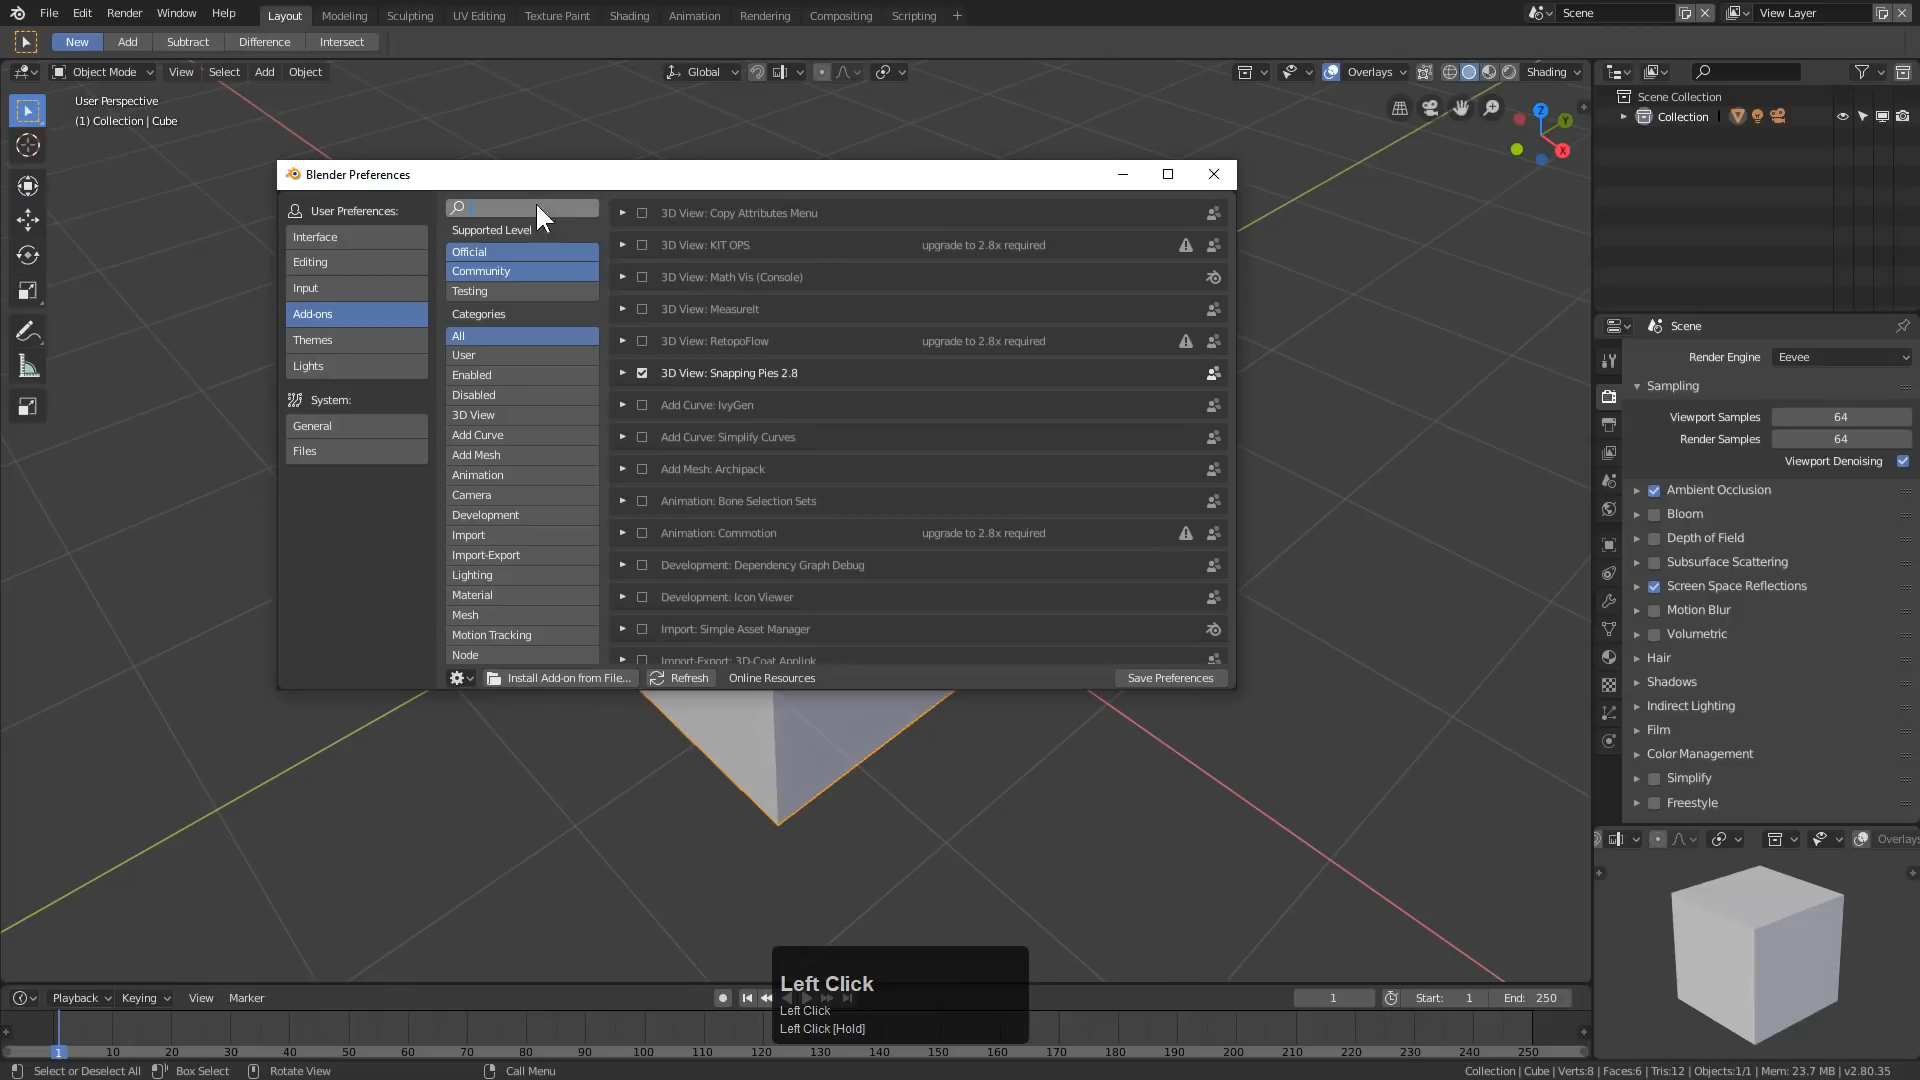 File Edit Render Window Help Layout Modeling Sculpting UV Editing Texture Paint Shading Animation Rendering Compositing Scripting + Scene View Layer
New Add Subtract Difference Intersect
Object Mode View Select Add Object Global Overlays Shading
User Perspective
(1) Collection | Cube
Z
Y
X
Scene Collection
Collection
Blender Preferences
User Preferences:
Interface
Editing
Input
Add-ons
Themes
Lights
System:
General
Files
Supported Level
Official
Community
Testing
Categories
All
User
Enabled
Disabled
3D View
Add Curve
Add Mesh
Animation
Camera
Development
Import
Import-Export
Lighting
Material
Mesh
Motion Tracking
Node
3D View: Copy Attributes Menu
3D View: KIT OPS upgrade to 2.8x required
3D View: Math Vis (Console)
3D View: MeasureIt
3D View: RetopoFlow upgrade to 2.8x required
3D View: Snapping Pies 2.8
Add Curve: IvyGen
Add Curve: Simplify Curves
Add Mesh: Archipack
Animation: Bone Selection Sets
Animation: Commotion upgrade to 2.8x required
Development: Dependency Graph Debug
Development: Icon Viewer
Import: Simple Asset Manager
Import-Export: 3D-Coat Applink
Install Add-on from File... Refresh Online Resources Save Preferences
Scene
Render Engine Eevee
Sampling
Viewport Samples 64
Render Samples 64
Viewport Denoising
Ambient Occlusion
Bloom
Depth of Field
Subsurface Scattering
Screen Space Reflections
Motion Blur
Volumetric
Hair
Shadows
Indirect Lighting
Film
Color Management
Simplify
Freestyle
Overlays
Left Click
Left Click
Left Click [Hold]
Playback Keying View Marker 1 Start: 1 End: 250
1 10 20 30 40 50 60 70 80 90 100 110 120 130 140 150 160 170 180 190 200 210 220 230 240 250
Select or Deselect All Box Select Rotate View Call Menu Collection | Cube | Verts:8 | Faces:6 | Tris:12 | Objects:1/1 | Mem: 23.7 MB | v2.80.35